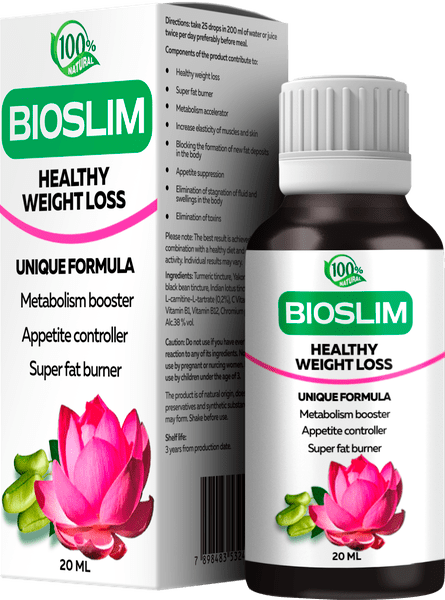 100%
NATURAL
BIOSLIM
HEALTHY
WEIGHT LOSS
UNIQUE FORMULA
Metabolism booster
Appetite controller
Super fat burner
20 ML
Directions: take 25 drops in 200 ml of water or juice
twice per day preferably before meal.
Components of the product contribute to:
• Healthy weight loss
• Super fat burner
• Metabolism accelerator
• Increase elasticity of muscles and skin
• Blocking the formation of new fat deposits
in the body
• Appetite suppression
• Elimination of stagnation of fluid and
swellings in the body
• Elimination of toxins
Please note: The best result is achieved
combination with a healthy diet and
activity. Individual results may vary.
Ingredients: Turmeric tincture,
black bean tincture, Indian lotus
L-carnitine-L-tartrate (0,2%), C
Vitamin B1, Vitamin B12, Chromium
Alc.38 % vol.
Caution: Do not use if you have ever
reaction to any of its ingredients.
use by pregnant or nursing women.
use by children under the age of
The product is of natural origin,
preservatives and synthetic
may form. Shake before use.
Shelf life:
3 years from production date.
7 898483 532
100%
NATURAL
BIOSLIM
HEALTHY
WEIGHT LOSS
UNIQUE FORMULA
Metabolism booster
Appetite controller
Super fat burner
20 ML